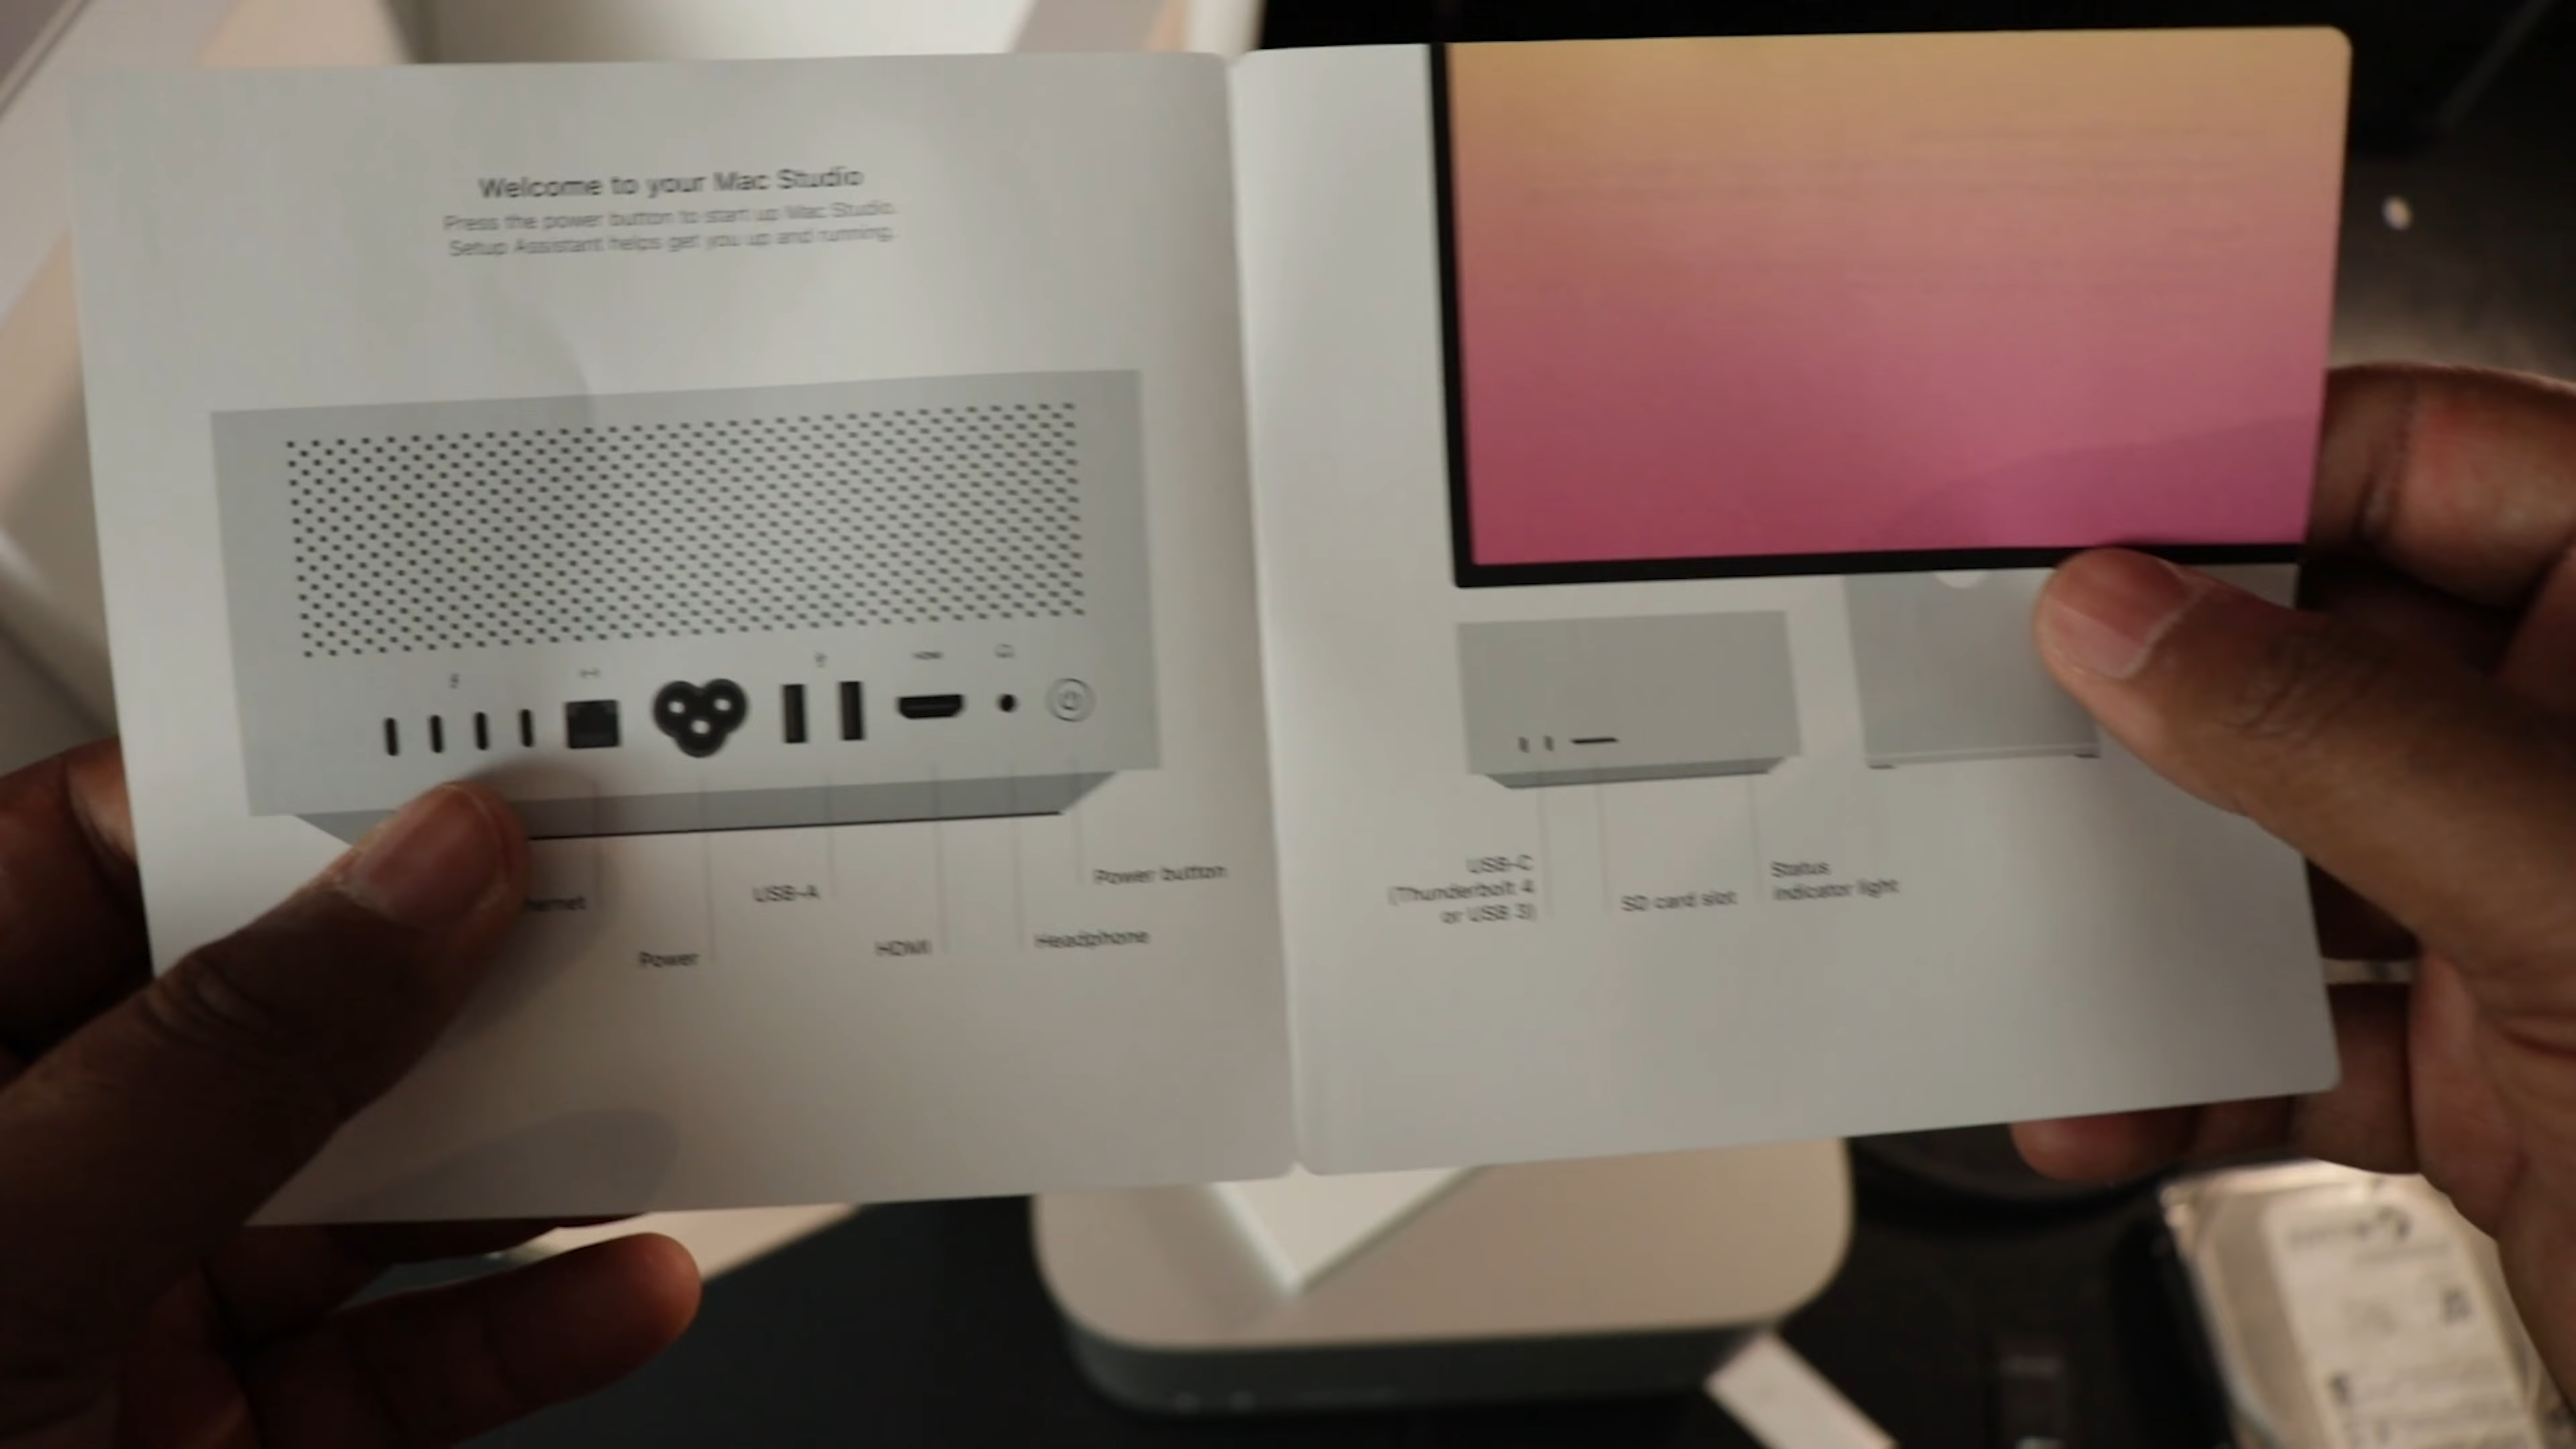 Welcome to your Mac Studio
Press the power button to start up Mac Studio.
Setup Assistant helps get you up and running.
HDMI
hernet
Power
USB-A
HDMI
Headphone
Power button
USB-C
(Thunderbolt 4
or USB 3)
SD card slot
Status
indicator light